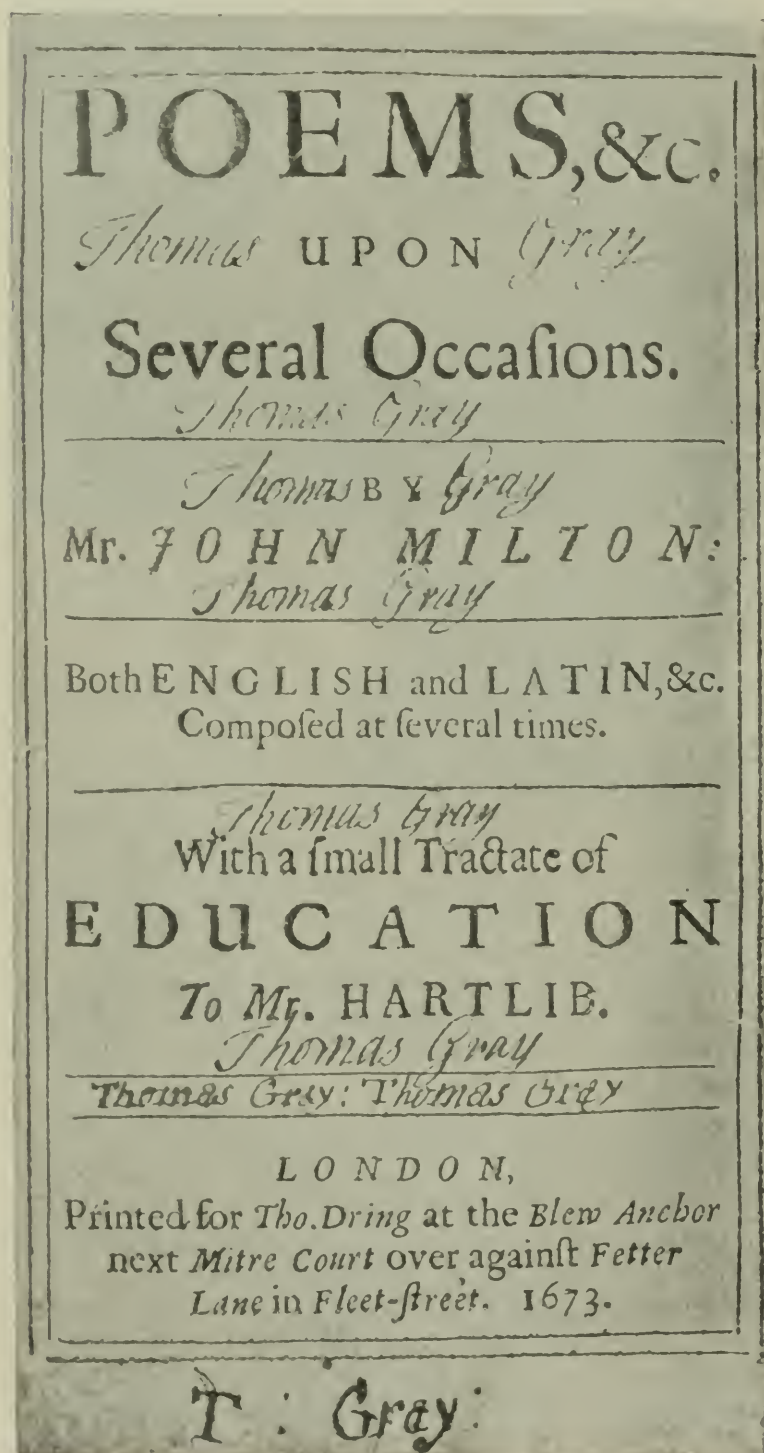 POEMS, &c.
Thomas UPON Gray
Several Occaſions.
Thomas Gray
Thomas BY Gray
Mr. JOHN MILTON:
Thomas Gray
Both ENGLISH and LATIN, &c.
Compoſed at ſeveral times.
Thomas Gray
With a ſmall Tractate of
EDUCATION
To Mr. HARTLIB.
Thomas Gray
Thomas Gray: Thomas Gray
LONDON,
Printed for Tho. Dring at the Blew Anchor
next Mitre Court over againſt Fetter
Lane in Fleet-ſtreet. 1673.
T : Gray: